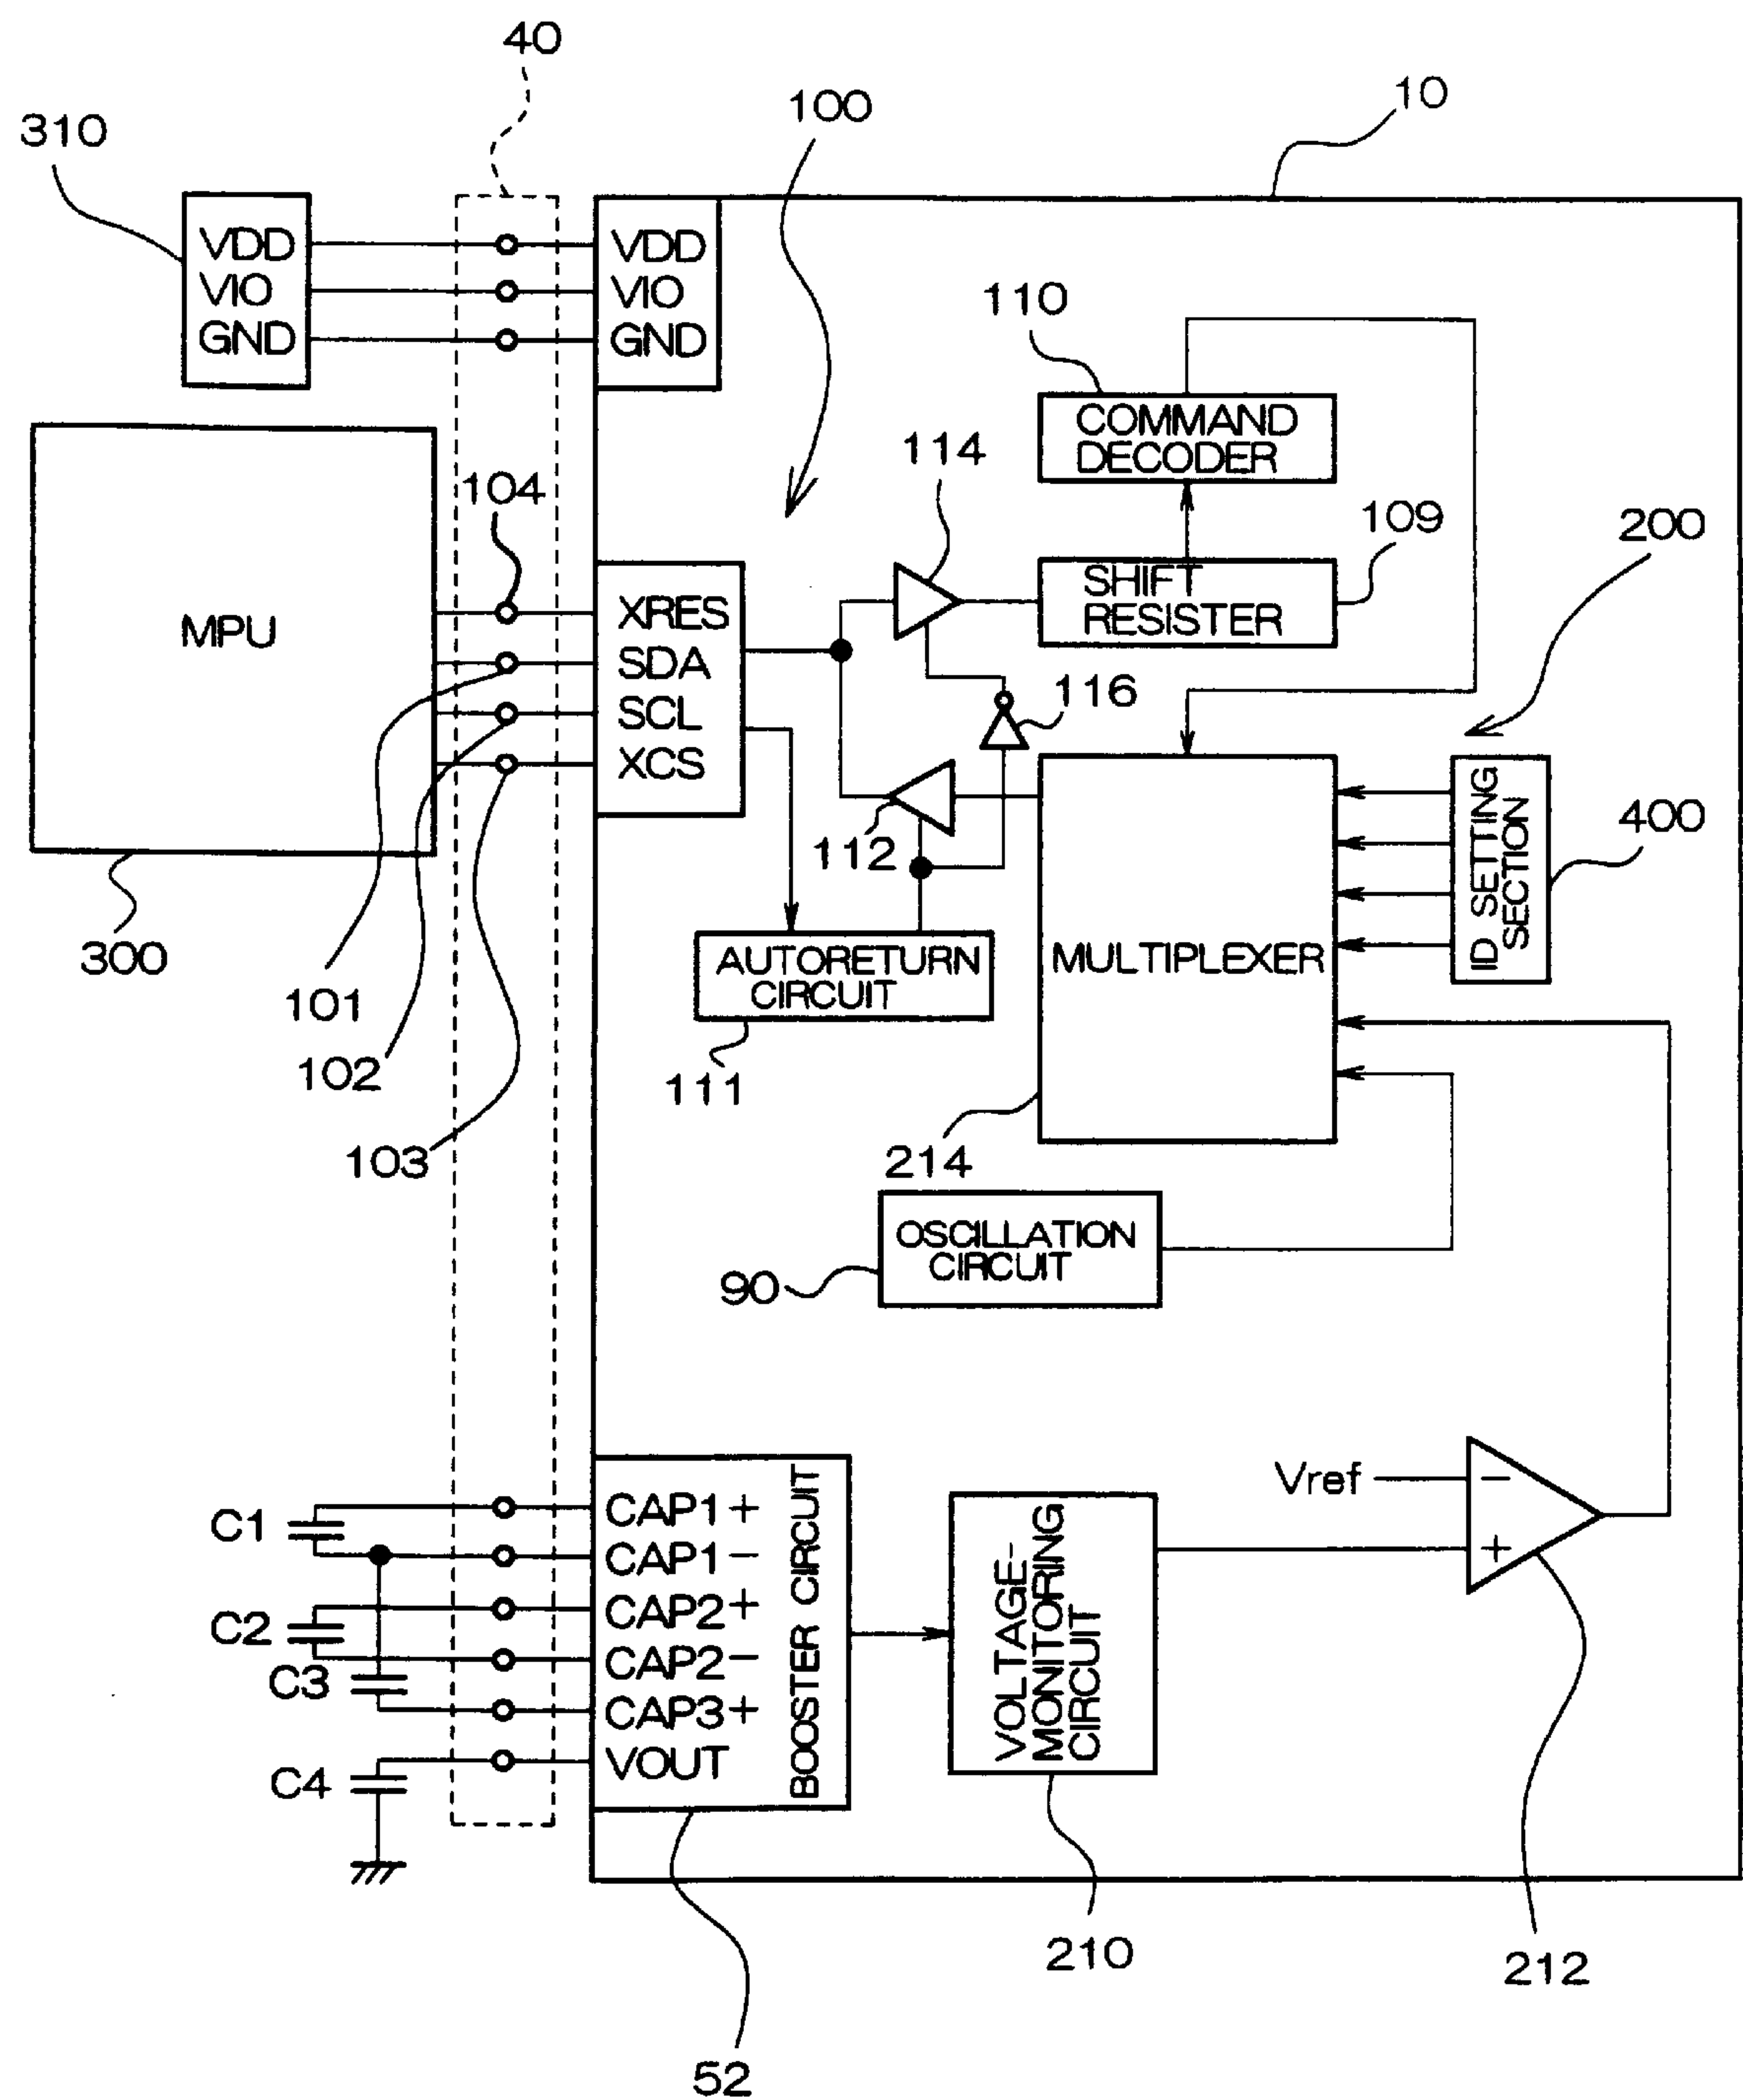 40
100
10
310
VDD
VIO
GND
VDD
VIO
GND
110
COMMAND
DECODER
114
104
109
200
SHIFT
RESISTER
MPU
XRES
SDA
SCL
XCS
116
112
ID SETTING
SECTION
400
300
AUTORETURN
CIRCUIT
MULTIPLEXER
101
102
111
103
214
OSCILLATION
CIRCUIT
90
C1
C2
C3
C4
CAP1+
CAP1-
CAP2+
CAP2-
CAP3+
VOUT
BOOSTER CIRCUIT
VOLTAGE-
MONITORING
CIRCUIT
Vref
-
+
210
212
52